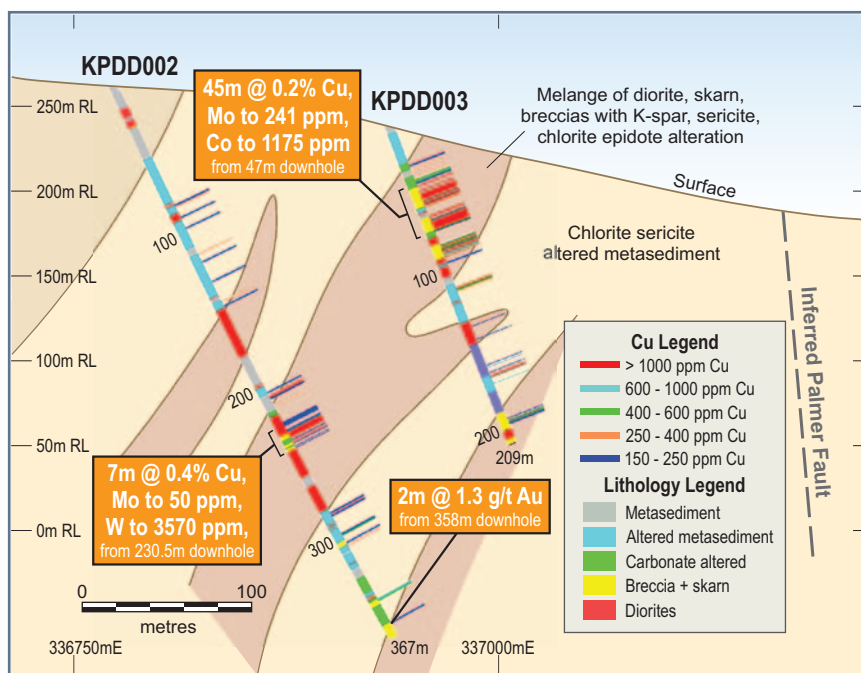 KPDD002
45m @ 0.2% Cu,
Mo to 241 ppm,
Co to 1175 ppm
from 47m downhole
KPDD003
Melange of diorite, skarn,
breccias with K-spar, sericite,
chlorite epidote alteration
250m RL
200m RL
150m RL
100m RL
50m RL
0m RL
Surface
Chlorite sericite
altered metasediment
Inferred Palmer Fault
100
200
300
367m
100
200
209m
7m @ 0.4% Cu,
Mo to 50 ppm,
W to 3570 ppm,
from 230.5m downhole
2m @ 1.3 g/t Au
from 358m downhole
Cu Legend
> 1000 ppm Cu
600 - 1000 ppm Cu
400 - 600 ppm Cu
250 - 400 ppm Cu
150 - 250 ppm Cu
Lithology Legend
Metasediment
Altered metasediment
Carbonate altered
Breccia + skarn
Diorites
0 100
metres
336750mE
337000mE